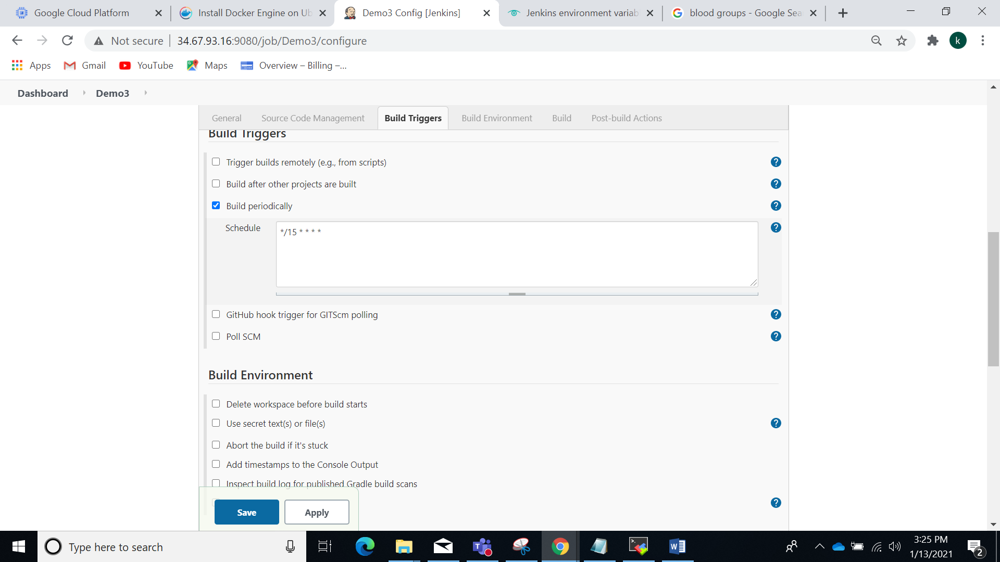 Google Cloud Platform
Install Docker Engine on Ub
Demo3 Config [Jenkins]
Jenkins environment variab
blood groups - Google Sea
Not secure
34.67.93.16:9080/job/Demo3/configure
k
Apps
Gmail
YouTube
Maps
Overview – Billing –...
Dashboard
Demo3
General
Source Code Management
Build Triggers
Build Environment
Build
Post-build Actions
Build Triggers
Trigger builds remotely (e.g., from scripts)
?
Build after other projects are built
?
Build periodically
?
Schedule
*/15 * * * *
?
GitHub hook trigger for GITScm polling
?
Poll SCM
?
Build Environment
Delete workspace before build starts
Use secret text(s) or file(s)
?
Abort the build if it's stuck
Add timestamps to the Console Output
Inspect build log for published Gradle build scans
?
Save
Apply
Type here to search
3:25 PM
1/13/2021
2